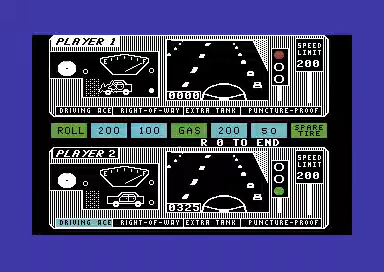 PLAYER 1
SPEED
LIMIT
200
0000
DRIVING ACE RIGHT-OF-WAY EXTRA TANK PUNCTURE-PROOF
ROLL 200 100 GAS 200 50 SPARE
TIRE
R 0 TO END
PLAYER 2
SPEED
LIMIT
200
0325
DRIVING ACE RIGHT-OF-WAY EXTRA TANK PUNCTURE-PROOF